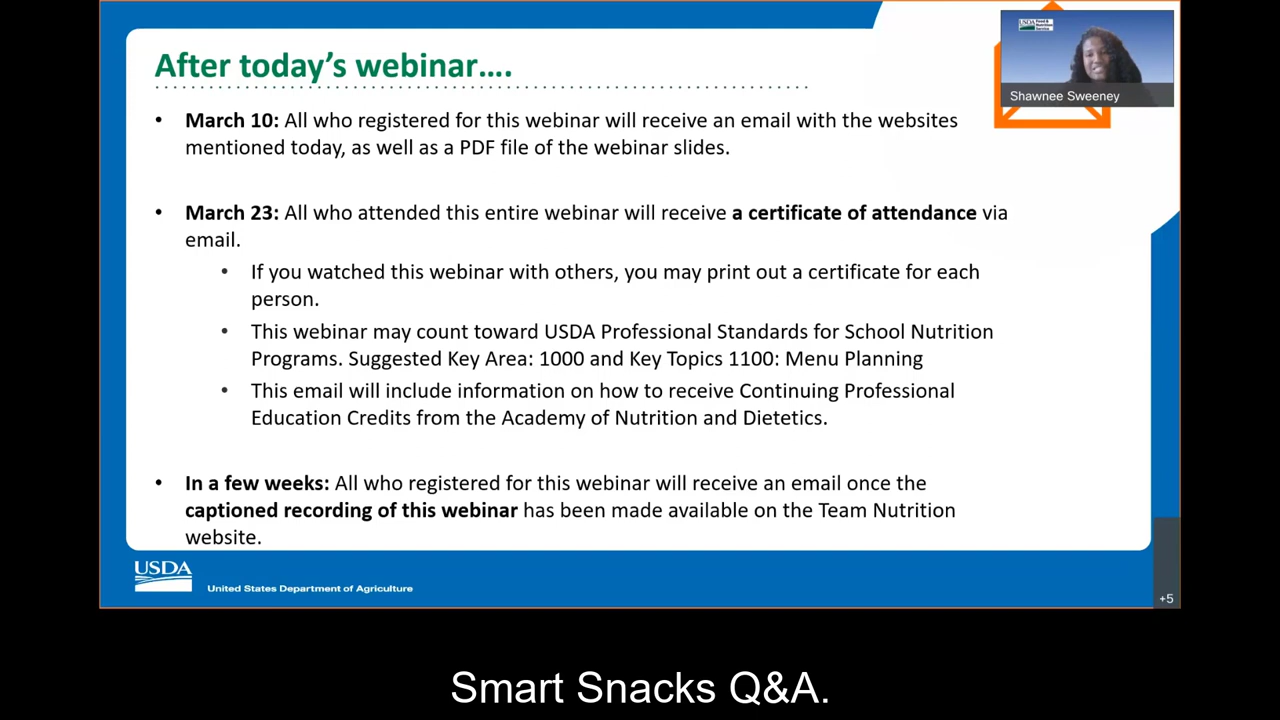 After today's webinar….
USDA Food and Nutrition Service
Shawnee Sweeney
• March 10: All who registered for this webinar will receive an email with the websites
mentioned today, as well as a PDF file of the webinar slides.
• March 23: All who attended this entire webinar will receive a certificate of attendance via
email.
• If you watched this webinar with others, you may print out a certificate for each
person.
• This webinar may count toward USDA Professional Standards for School Nutrition
Programs. Suggested Key Area: 1000 and Key Topics 1100: Menu Planning
• This email will include information on how to receive Continuing Professional
Education Credits from the Academy of Nutrition and Dietetics.
• In a few weeks: All who registered for this webinar will receive an email once the
captioned recording of this webinar has been made available on the Team Nutrition
website.
USDA
United States Department of Agriculture
+5
Smart Snacks Q&A.